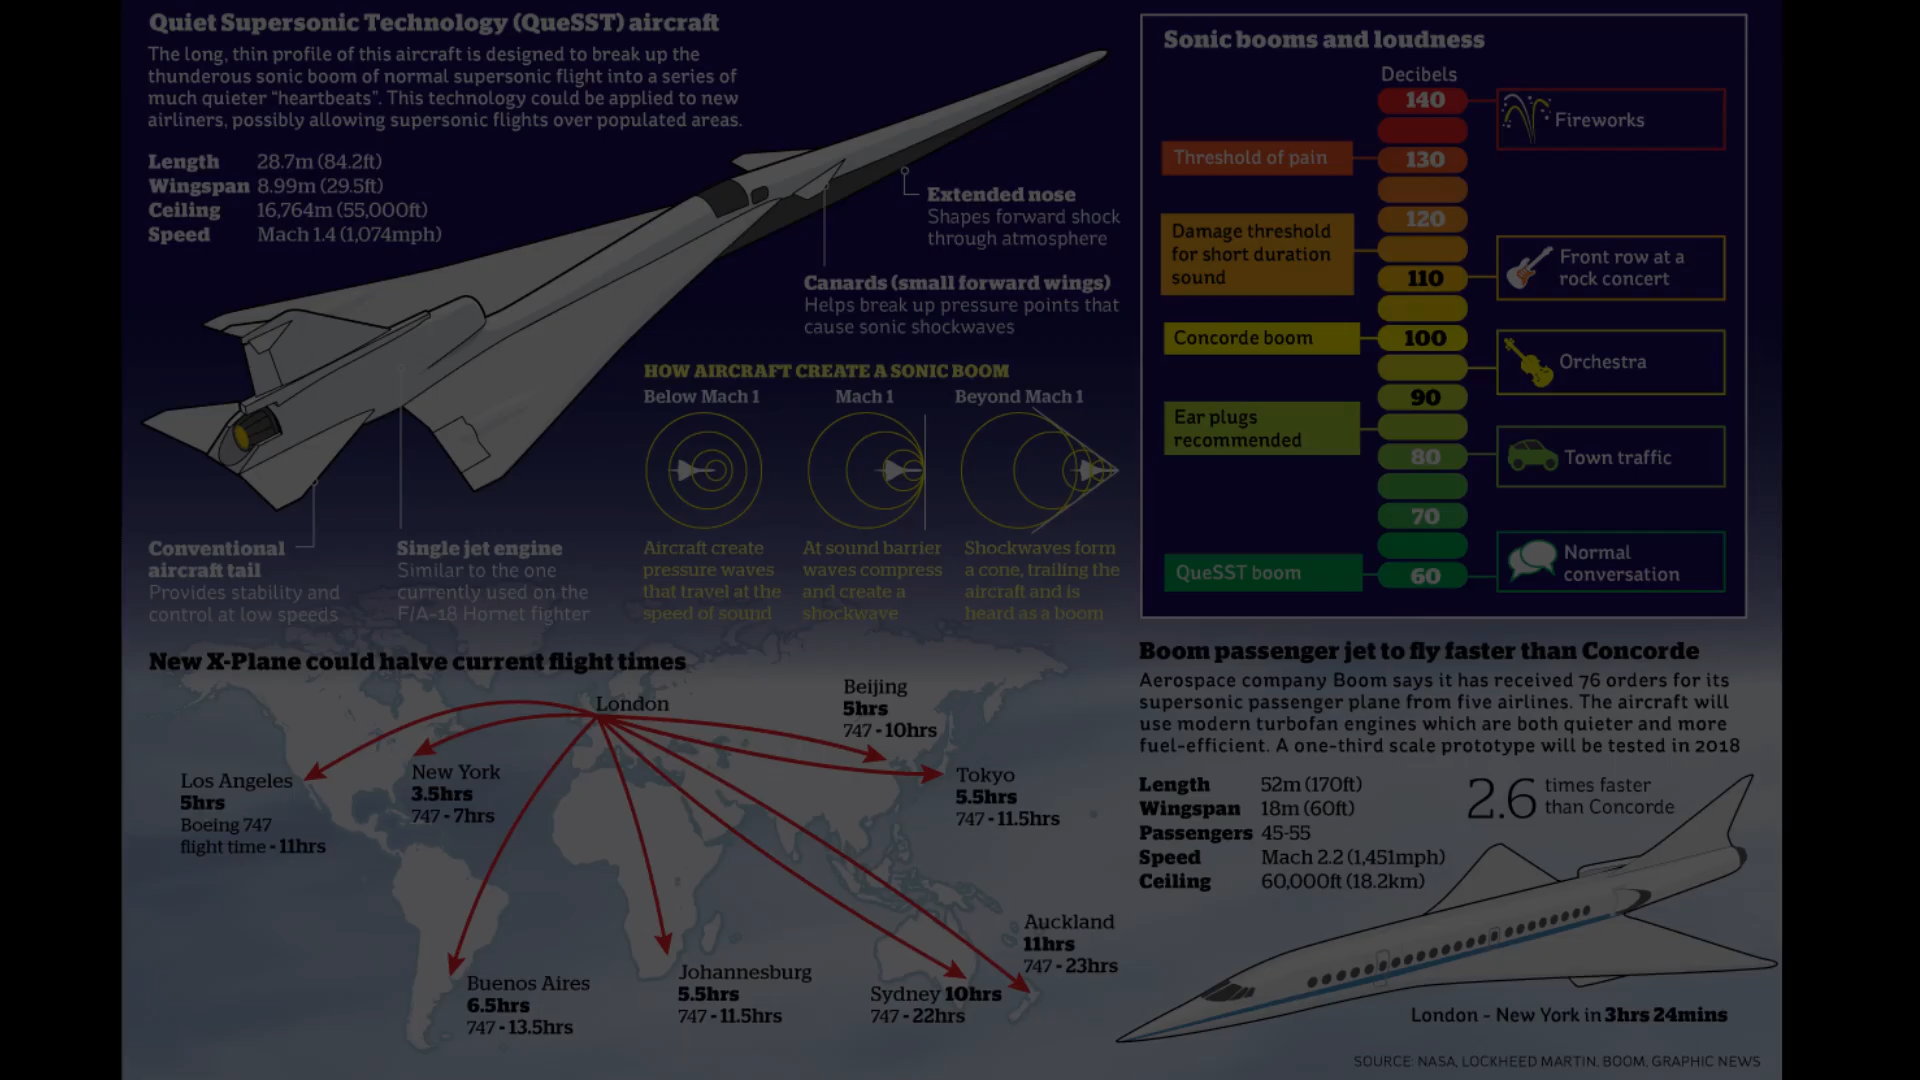 Quiet Supersonic Technology (QueSST) aircraft
The long, thin profile of this aircraft is designed to break up the
thunderous sonic boom of normal supersonic flight into a series of
much quieter “heartbeats”. This technology could be applied to new
airliners, possibly allowing supersonic flights over populated areas.
Length 28.7m (84.2ft)
Wingspan 8.99m (29.5ft)
Ceiling 16,764m (55,000ft)
Speed Mach 1.4 (1,074mph)
Extended nose
Shapes forward shock
through atmosphere
Canards (small forward wings)
Helps break up pressure points that
cause sonic shockwaves
Conventional
aircraft tail
Provides stability and
control at low speeds
Single jet engine
Similar to the one
currently used on the
F/A-18 Hornet fighter
HOW AIRCRAFT CREATE A SONIC BOOM
Below Mach 1
Aircraft create
pressure waves
that travel at the
speed of sound
Mach 1
At sound barrier
waves compress
and create a
shockwave
Beyond Mach 1
Shockwaves form
a cone, trailing the
aircraft and is
heard as a boom
Sonic booms and loudness
Decibels
140
Fireworks
Threshold of pain
130
120
Damage threshold
for short duration
sound
110
Front row at a
rock concert
Concorde boom
100
Orchestra
90
Ear plugs
recommended
80
Town traffic
70
QueSST boom
60
Normal
conversation
New X-Plane could halve current flight times
London
Los Angeles
5hrs
Boeing 747
flight time - 11hrs
New York
3.5hrs
747 - 7hrs
Beijing
5hrs
747 - 10hrs
Tokyo
5.5hrs
747 - 11.5hrs
Buenos Aires
6.5hrs
747 - 13.5hrs
Johannesburg
5.5hrs
747 - 11.5hrs
Sydney 10hrs
747 - 22hrs
Auckland
11hrs
747 - 23hrs
Boom passenger jet to fly faster than Concorde
Aerospace company Boom says it has received 76 orders for its
supersonic passenger plane from five airlines. The aircraft will
use modern turbofan engines which are both quieter and more
fuel-efficient. A one-third scale prototype will be tested in 2018
Length 52m (170ft)
Wingspan 18m (60ft)
Passengers 45-55
Speed Mach 2.2 (1,451mph)
Ceiling 60,000ft (18.2km)
2.6 times faster
than Concorde
London - New York in 3hrs 24mins
SOURCE: NASA, LOCKHEED MARTIN, BOOM, GRAPHIC NEWS